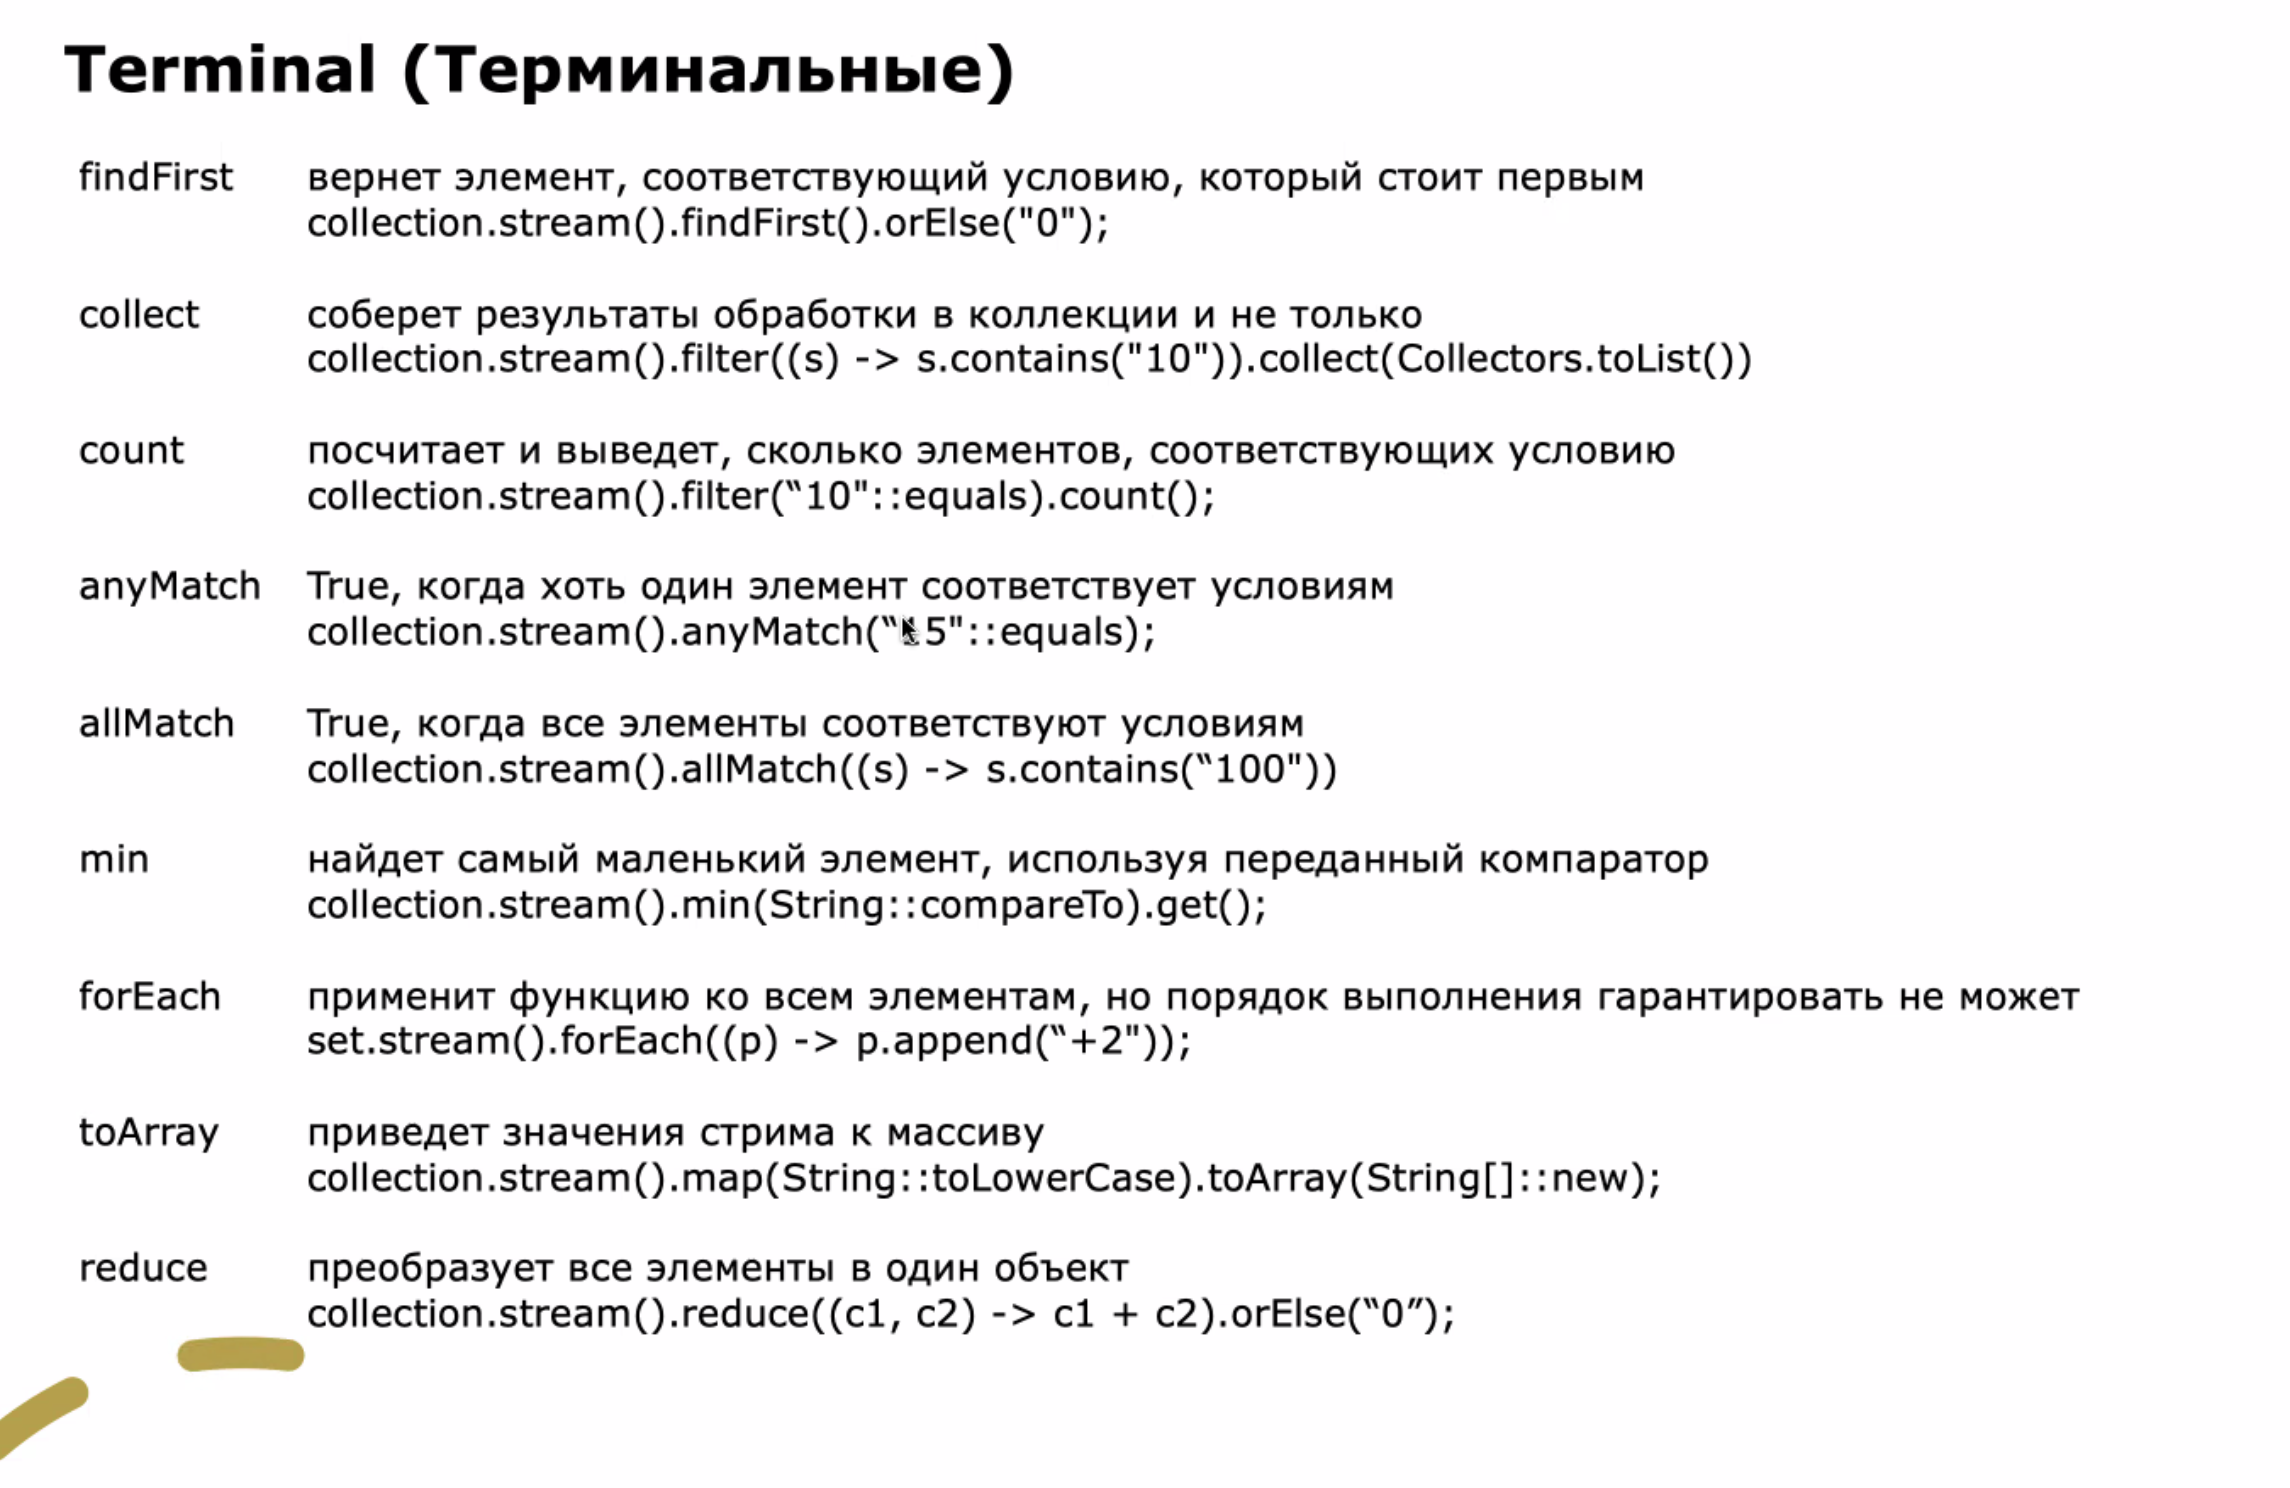 Terminal (Терминальные)
findFirst вернет элемент, соответствующий условию, который стоит первым
collection.stream().findFirst().orElse("0");
collect соберет результаты обработки в коллекции и не только
collection.stream().filter((s) -> s.contains("10")).collect(Collectors.toList())
count посчитает и выведет, сколько элементов, соответствующих условию
collection.stream().filter(“10"::equals).count();
anyMatch True, когда хоть один элемент соответствует условиям
collection.stream().anyMatch(“15"::equals);
allMatch True, когда все элементы соответствуют условиям
collection.stream().allMatch((s) -> s.contains(“100"))
min найдет самый маленький элемент, используя переданный компаратор
collection.stream().min(String::compareTo).get();
forEach применит функцию ко всем элементам, но порядок выполнения гарантировать не может
set.stream().forEach((p) -> p.append(“+2"));
toArray приведет значения стрима к массиву
collection.stream().map(String::toLowerCase).toArray(String[]::new);
reduce преобразует все элементы в один объект
collection.stream().reduce((c1, c2) -> c1 + c2).orElse(“0”);